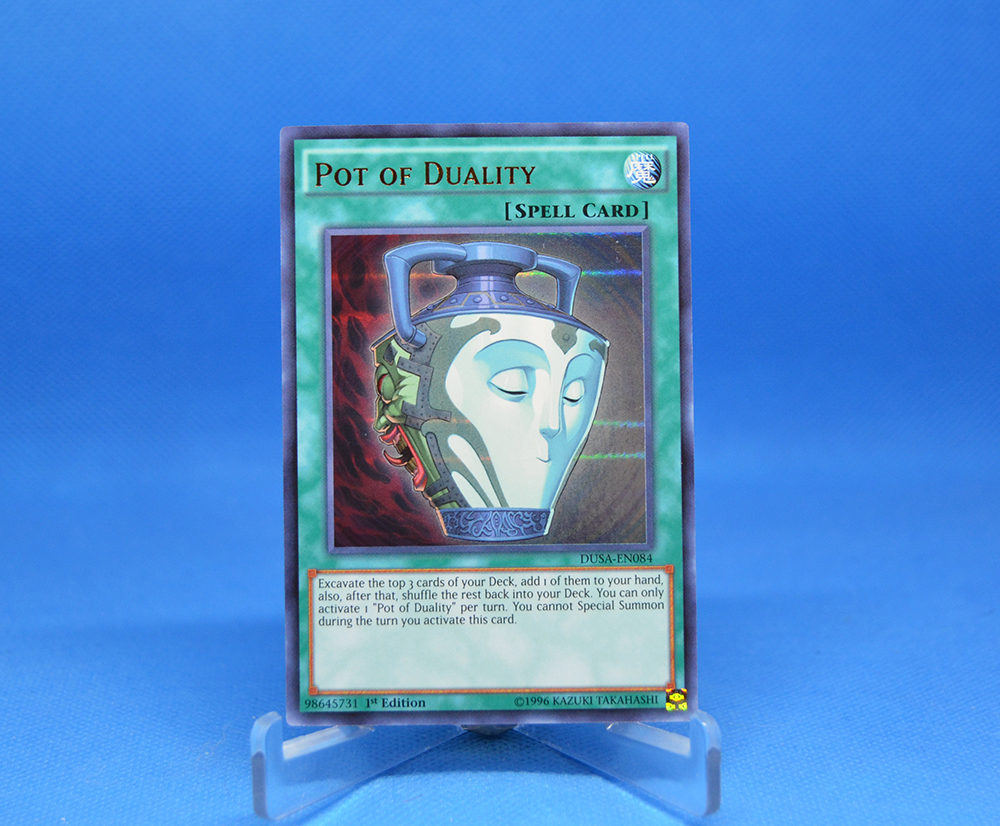 POT OF DUALITY
魔
[SPELL CARD]
DUSA-EN084
Excavate the top 3 cards of your Deck, add 1 of them to your hand,
also, after that, shuffle the rest back into your Deck. You can only
activate 1 "Pot of Duality" per turn. You cannot Special Summon
during the turn you activate this card.
98645731 1st Edition ©1996 KAZUKI TAKAHASHI